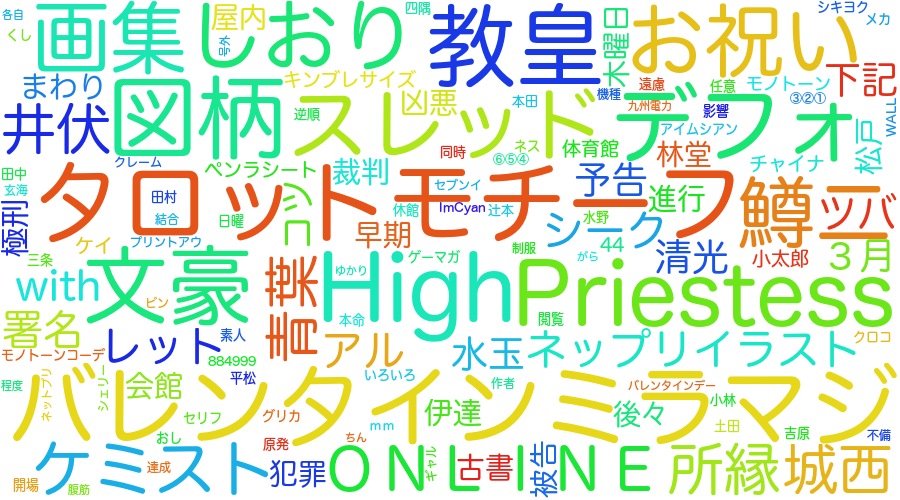 各自
くし
画集
しおり
屋内
号外
四隅
教皇
木曜日
お祝い
シキヨク
メカ
まわり
キンブレサイズ
凶悪
本田
機種
遠慮
九州電力
任意
モノトーン
③②①
下記
WALL
井伏
図柄
逆順
スレッド
ネス
デフォ
影響
アイムシアン
松戸
田中
玄海
クレーム
田村
結合
ペンラシート
裁判
同時
⑥⑤④
体育館
林堂
チャイナ
極刑
タロットモチーフ
日曜
コツ
休館
セブンイ
ImCyan
辻本
予告
水野
進行
鱒二
ツバ
プリントアウ
三条
ケイ
早期
シーク
44
清光
小太郎
3月
with
文豪
ピン
青葉
ゆかり
ゲーマガ
制服
がら
HighPriestess
署名
レット
素人
本命
閲覧
モノトーンコーデ
884999
アル
水玉
ネップリイラスト
クロコ
程度
ネットプリ
シェリー
会館
平松
いろいろ
作者
バレンタインデー
バレンタインミラマジ
セリフ
グリカ
伊達
後々
小林
土田
おし
原発
ちん
mm
吉原
不備
開場
腹筋
ケミスト
達成
犯罪
ONLINE
ギャル
古書
被告
所縁
城西